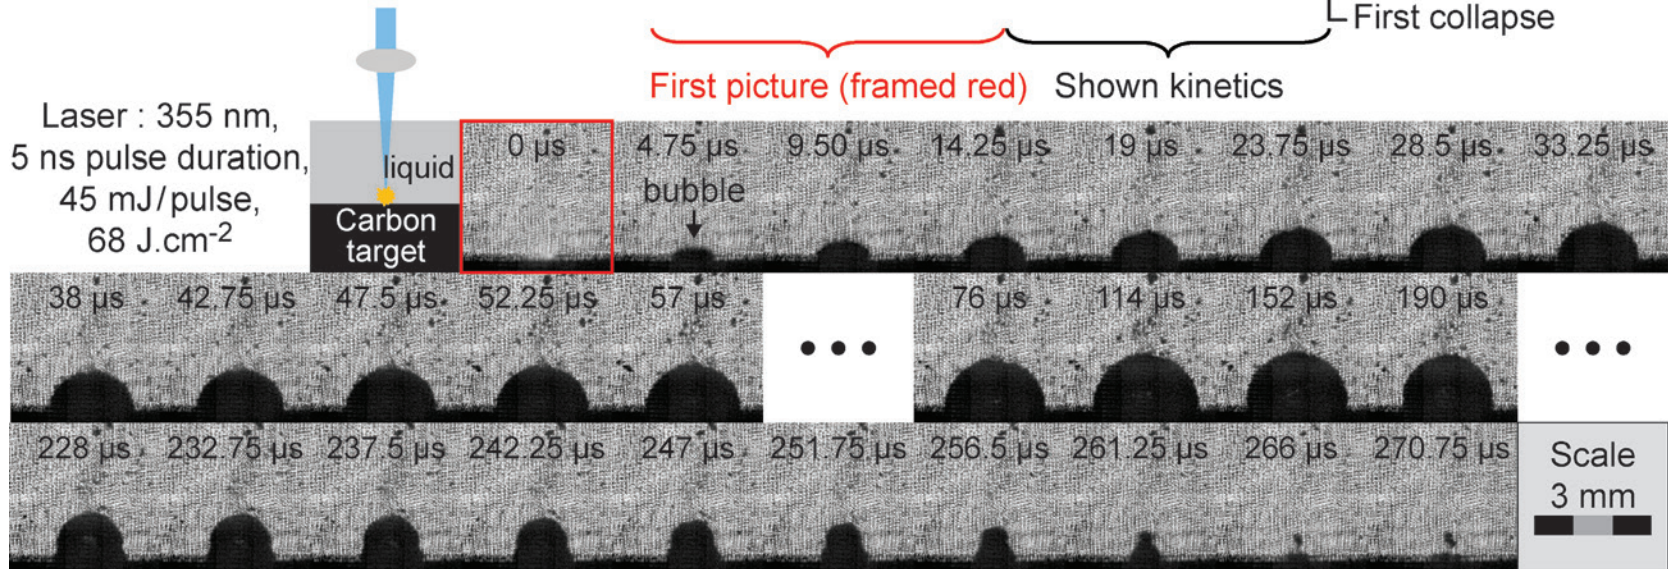 First collapse
First picture (framed red) Shown kinetics
Laser : 355 nm,
5 ns pulse duration,
45 mJ/pulse,
68 J.cm-2
liquid
Carbon
target
0 µs 4.75 µs 9.50 µs 14.25 µs 19 µs 23.75 µs 28.5 µs 33.25 µs
bubble
38 µs 42.75 µs 47.5 µs 52.25 µs 57 µs 76 µs 114 µs 152 µs 190 µs
228 µs 232.75 µs 237.5 µs 242.25 µs 247 µs 251.75 µs 256.5 µs 261.25 µs 266 µs 270.75 µs
Scale
3 mm